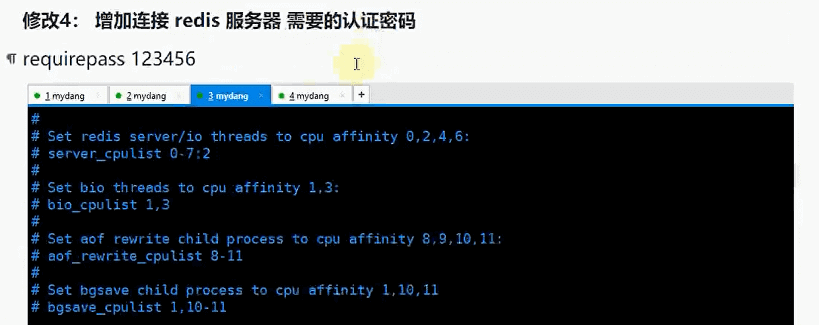 修改4： 增加连接 redis 服务器 需要的认证密码
requirepass 123456
1 mydang 2 mydang 3 mydang 4 mydang +
#
# Set redis server/io threads to cpu affinity 0,2,4,6:
# server_cpulist 0-7:2
#
# Set bio threads to cpu affinity 1,3:
# bio_cpulist 1,3
#
# Set aof rewrite child process to cpu affinity 8,9,10,11:
# aof_rewrite_cpulist 8-11
#
# Set bgsave child process to cpu affinity 1,10,11
# bgsave_cpulist 1,10-11